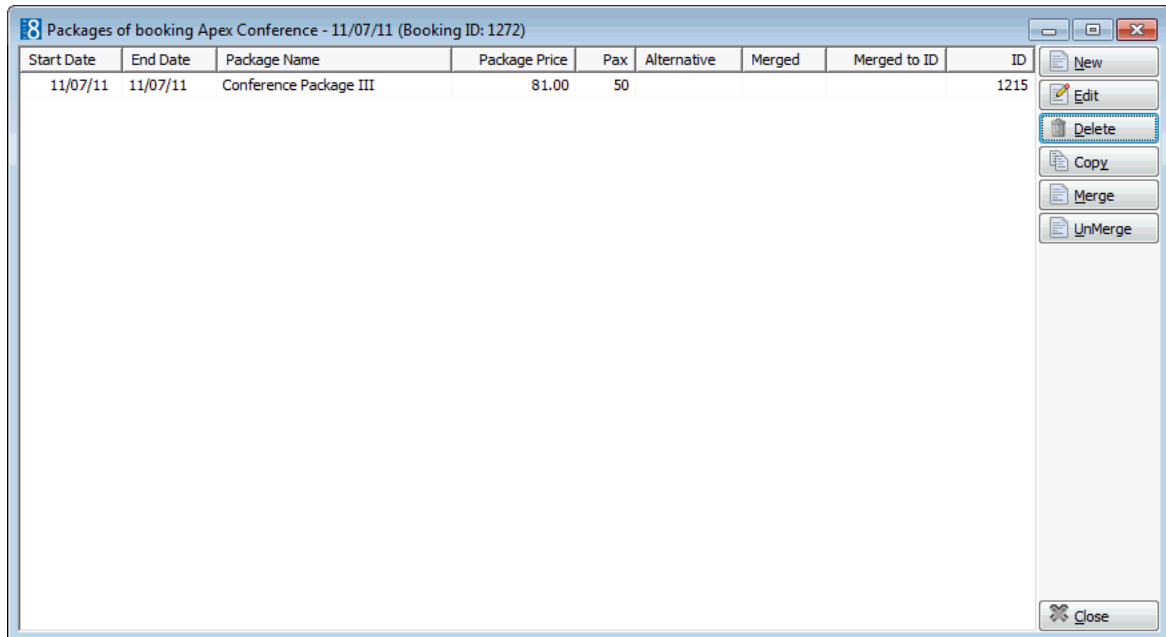 8 Packages of booking Apex Conference - 11/07/11 (Booking ID: 1272)
Start Date End Date Package Name Package Price Pax Alternative Merged Merged to ID ID
11/07/11 11/07/11 Conference Package III 81.00 50 1215
New
Edit
Delete
Copy
Merge
UnMerge
Close